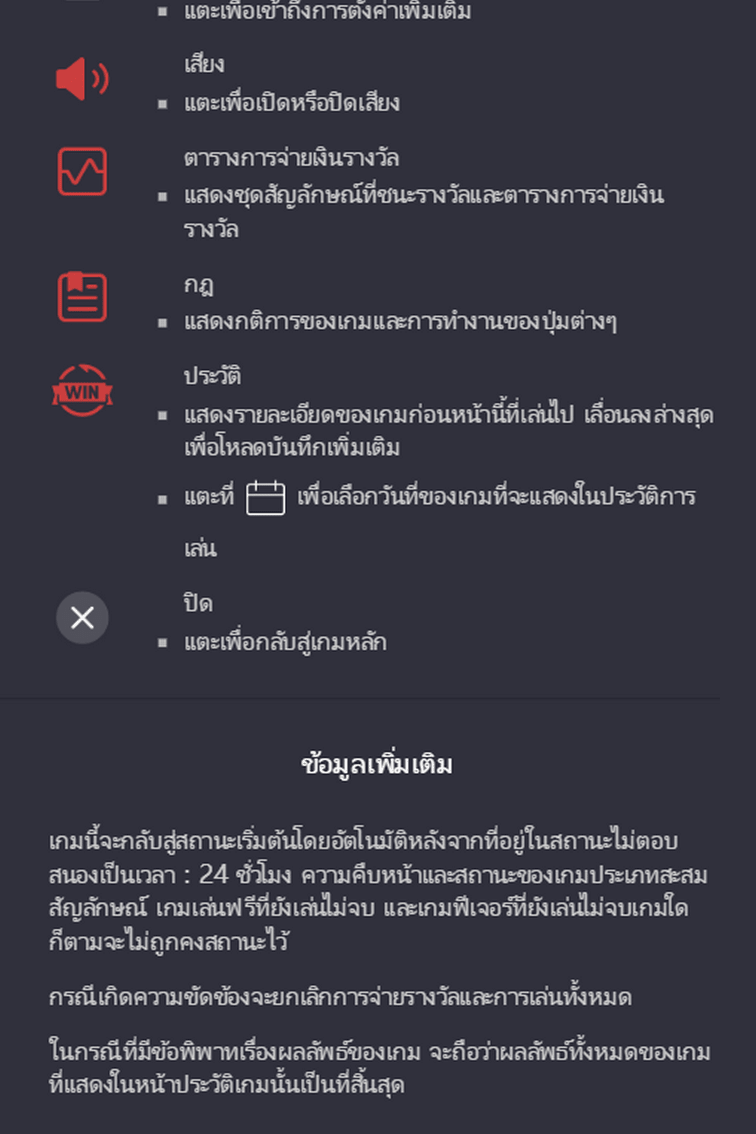 แตะเพื่อเข้าถึงการตั้งค่าเพิ่มเติม
เสียง
แตะเพื่อเปิดหรือปิดเสียง
ตารางการจ่ายเงินรางวัล
แสดงชุดสัญลักษณ์ที่ชนะรางวัลและตารางการจ่ายเงิน
รางวัล
กฎ
แสดงกติการของเกมและการทำงานของปุ่มต่างๆ
WIN
ประวัติ
แสดงรายละเอียดของเกมก่อนหน้านี้ที่เล่นไป เลื่อนลงล่างสุด
เพื่อโหลดบันทึกเพิ่มเติม
แตะที่ เพื่อเลือกวันที่ของเกมที่จะแสดงในประวัติการ
เล่น
ปิด
แตะเพื่อกลับสู่เกมหลัก
ข้อมูลเพิ่มเติม
เกมนี้จะกลับสู่สถานะเริ่มต้นโดยอัตโนมัติหลังจากที่อยู่ในสถานะไม่ตอบ
สนองเป็นเวลา : 24 ชั่วโมง ความคืบหน้าและสถานะของเกมประเภทสะสม
สัญลักษณ์ เกมเล่นฟรีที่ยังเล่นไม่จบ และเกมฟีเจอร์ที่ยังเล่นไม่จบเกมใด
ก็ตามจะไม่ถูกคงสถานะไว้
กรณีเกิดความขัดข้องจะยกเลิกการจ่ายรางวัลและการเล่นทั้งหมด
ในกรณีที่มีข้อพิพาทเรื่องผลลัพธ์ของเกม จะถือว่าผลลัพธ์ทั้งหมดของเกม
ที่แสดงในหน้าประวัติเกมนั้นเป็นที่สิ้นสุด